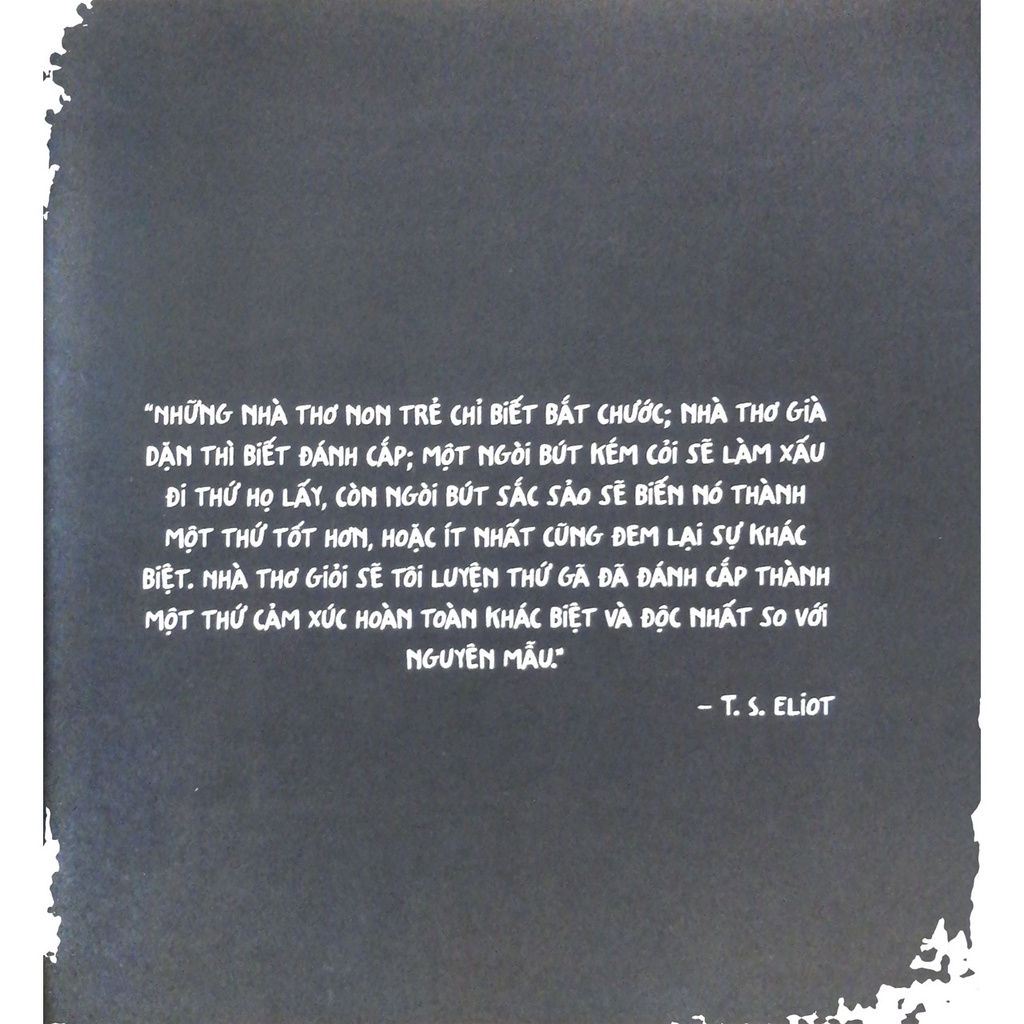 "NHỮNG NHÀ THƠ NON TRẺ CHỈ BIẾT BẮT CHƯỚC; NHÀ THƠ GIÀ
DẶN THÌ BIẾT ĐÁNH CẮP; MỘT NGÒI BÚT KÉM CỎI SẼ LÀM XẤU
ĐI THỨ HỌ LẤY, CÒN NGÒI BÚT SẮC SẢO SẼ BIẾN NÓ THÀNH
MỘT THỨ TỐT HƠN, HOẶC ÍT NHẤT CŨNG ĐEM LẠI SỰ KHÁC
BIỆT. NHÀ THƠ GIỎI SẼ TÔI LUYỆN THỨ GÃ ĐÃ ĐÁNH CẮP THÀNH
MỘT THỨ CẢM XÚC HOÀN TOÀN KHÁC BIỆT VÀ ĐỘC NHẤT SO VỚI
NGUYÊN MẪU."
– T. S. ELIOT